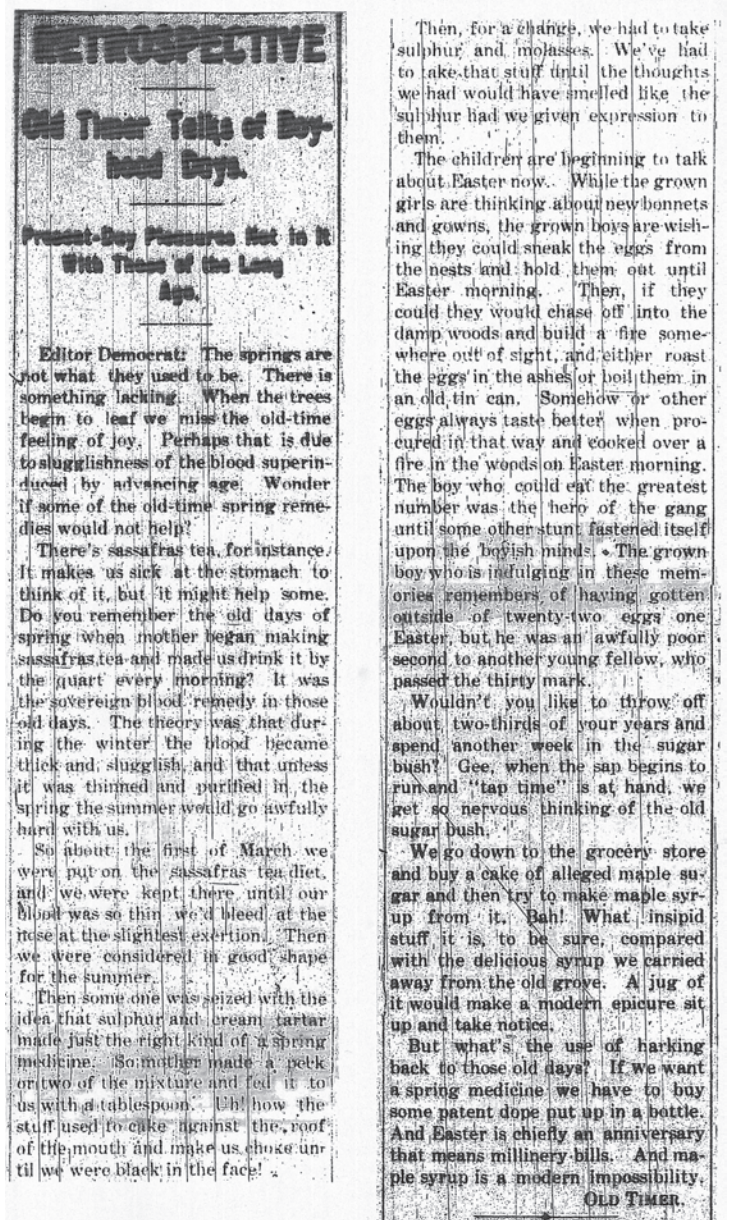 RETROSPECTIVE
Old Timer Talks of Boy-
hood Days.
Present-Day Pleasures Not in It
With Those of the Long
Ago.
Editor Democrat: The springs are
not what they used to be. There is
something lacking. When the trees
begin to leaf we miss the old-time
feeling of joy. Perhaps that is due
to slugglishness of the blood superin-
duced by advancing age. Wonder
if some of the old-time spring reme-
dies would not help?
There's sassafras tea, for instance.
It makes us sick at the stomach to
think of it, but it might help some.
Do you remember the old days of
spring when mother began making
sassafras tea and made us drink it by
the quart every morning? It was
the sovereign blood remedy in those
old days. The theory was that dur-
ing the winter the blood became
thick and slugglish, and that unless
it was thinned and purified in the
spring the summer would go awfully
hard with us.
So about the first of March we
were put on the sassafras tea diet,
and we were kept there until our
blood was so thin we'd bleed at the
nose at the slightest exertion. Then
we were considered in good shape
for the summer.
Then some one was seized with the
idea that sulphur and cream tartar
made just the right kind of a spring
medicine. So mother made a peck
or two of the mixture and fed it to
us with a tablespoon. Uh! how the
stuff used to cake against the roof
of the mouth and make us choke un-
til we were black in the face!
Then, for a change, we had to take
sulphur and molasses. We've had
to take that stuff until the thoughts
we had would have smelled like the
sulphur had we given expression to
them.
The children are beginning to talk
about Easter now. While the grown
girls are thinking about new bonnets
and gowns, the grown boys are wish-
ing they could sneak the eggs from
the nests and hold them out until
Easter morning. Then, if they
could they would chase off into the
damp woods and build a fire some-
where out of sight, and either roast
the eggs in the ashes or boil them in
an old tin can. Somehow or other
eggs always taste better when pro-
cured in that way and cooked over a
fire in the woods on Easter morning.
The boy who could eat the greatest
number was the hero of the gang
until some other stunt fastened itself
upon the boyish minds. The grown
boy who is indulging in these mem-
ories remembers of having gotten
outside of twenty-two eggs one
Easter, but he was an awfully poor
second to another young fellow, who
passed the thirty mark.
Wouldn't you like to throw off
about two-thirds of your years and
spend another week in the sugar
bush? Gee, when the sap begins to
run and "tap time" is at hand, we
get so nervous thinking of the old
sugar bush.
We go down to the grocery store
and buy a cake of alleged maple su-
gar and then try to make maple syr-
up from it. Bah! What insipid
stuff it is, to be sure, compared
with the delicious syrup we carried
away from the old grove. A jug of
it would make a modern epicure sit
up and take notice.
But what's the use of harking
back to those old days? If we want
a spring medicine we have to buy
some patent dope put up in a bottle.
And Easter is chiefly an anniversary
that means millinery bills. And ma-
ple syrup is a modern impossibility.
OLD TIMER.